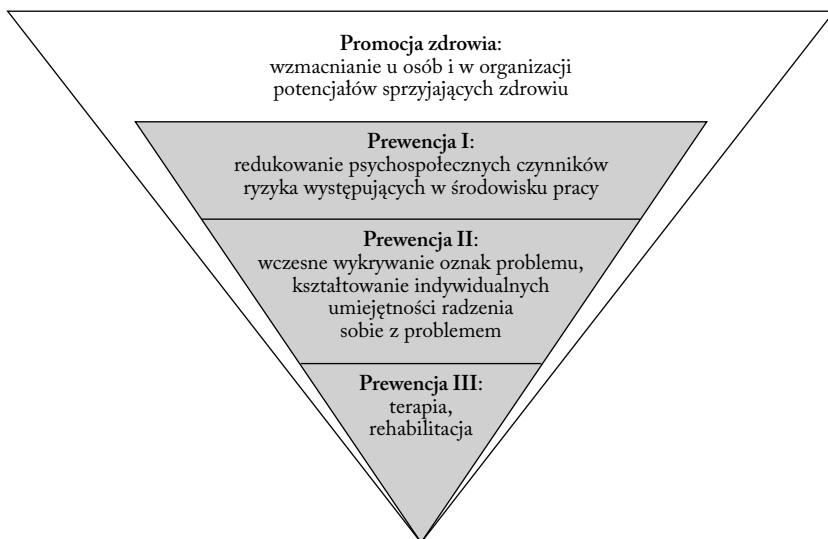 Promocja zdrowia:
wzmacnianie u osób i w organizacji
potencjałów sprzyjających zdrowiu
Prewencja I:
redukowanie psychospołecznych czynników
ryzyka występujących w środowisku pracy
Prewencja II:
wczesne wykrywanie oznak problemu,
kształtowanie indywidualnych
umiejętności radzenia
sobie z problemem
Prewencja III:
terapia,
rehabilitacja